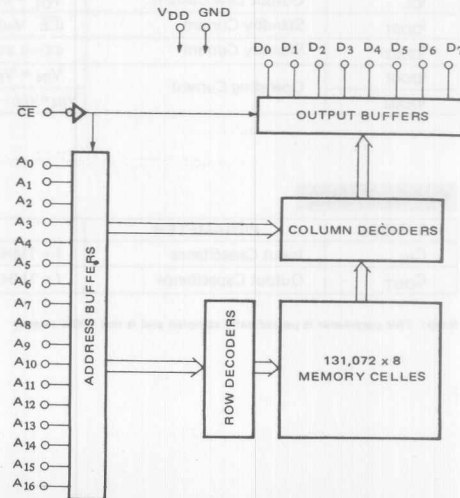 VDD GND
D0 D1 D2 D3 D4 D5 D6 D7
CE
OUTPUT BUFFERS
A0
A1
A2
A3
A4
A5
A6
A7
A8
A9
A10
A11
A12
A13
A14
A15
A16
ADDRESS BUFFERS
COLUMN DECODERS
ROW DECODERS
131,072 x 8
MEMORY CELLES